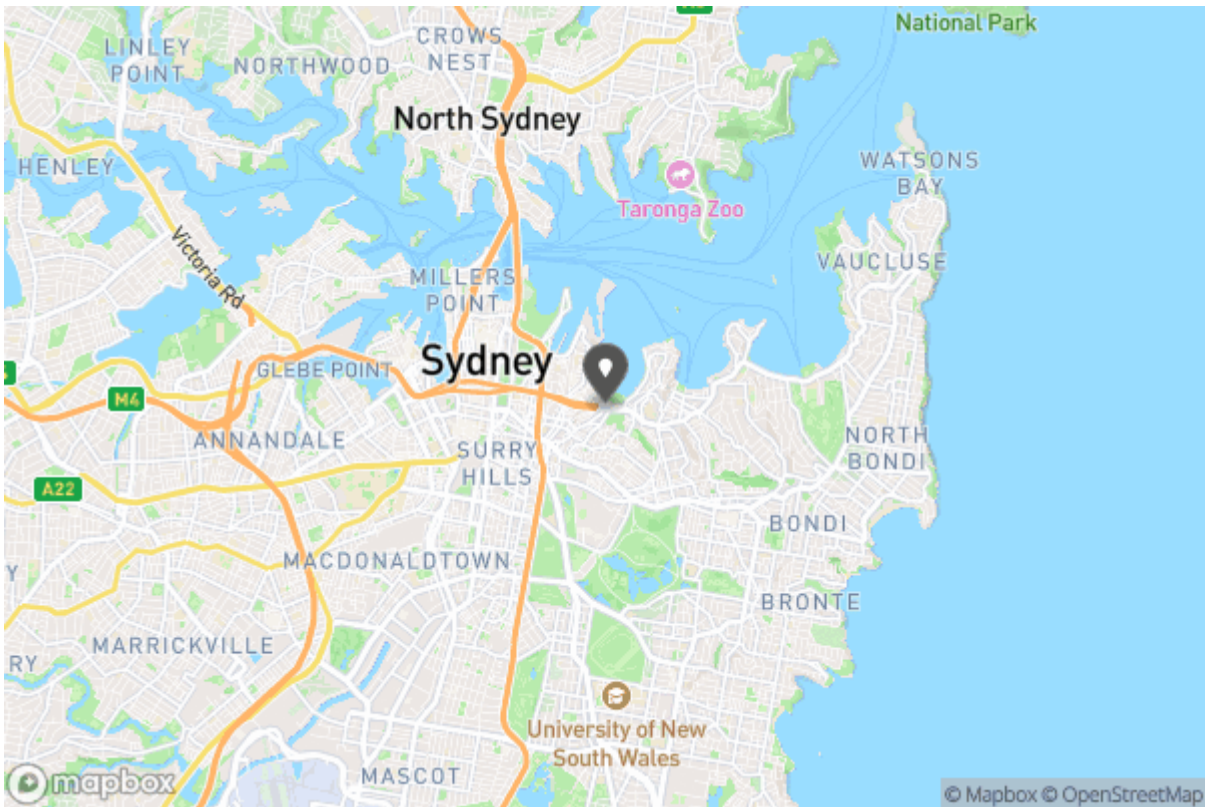 National Park
CROWS
NEST
LINLEY
POINT
NORTHWOOD
North Sydney
HENLEY
WATSONS
BAY
Taronga Zoo
Victoria Rd
VAUCLUSE
MILLERS
POINT
Sydney
GLEBE POINT
M4
ANNANDALE
SURRY
HILLS
NORTH
BONDI
A22
BONDI
MACDONALDTOWN
BRONTE
MARRICKVILLE
RY
University of New
South Wales
MASCOT
mapbox
© Mapbox © OpenStreetMap